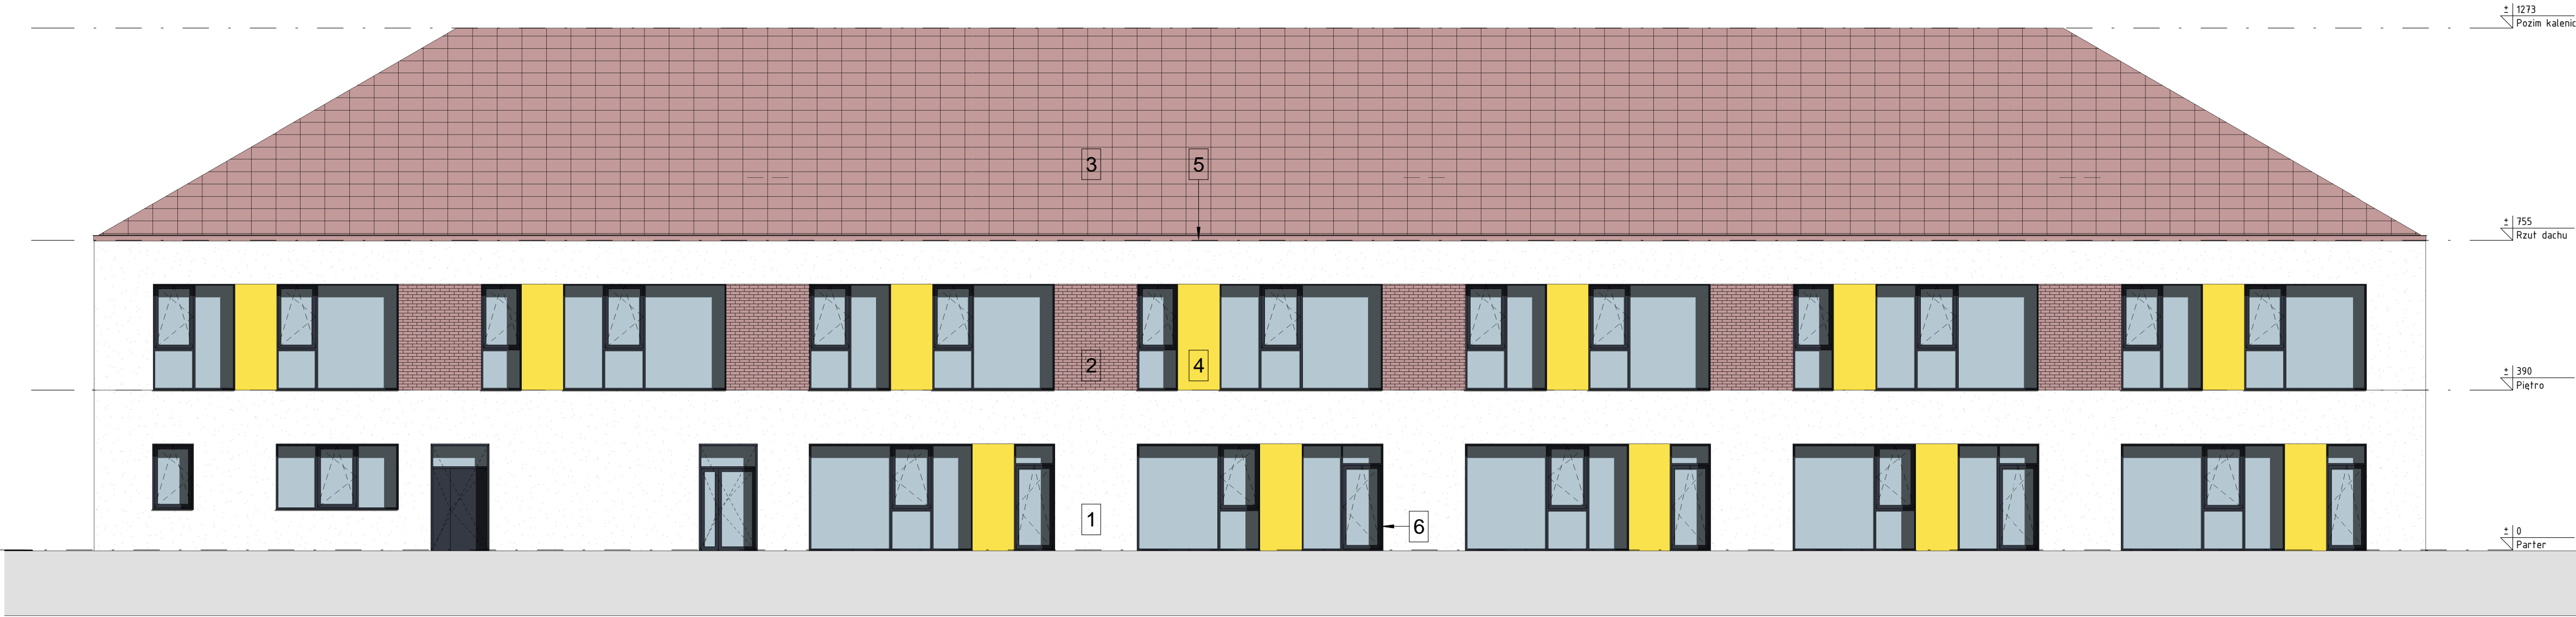 ± 1273
Pozim kalenic
3
5
± 755
Rzut dachu
2
4
± 390
Piętro
1
6
± 0
Parter